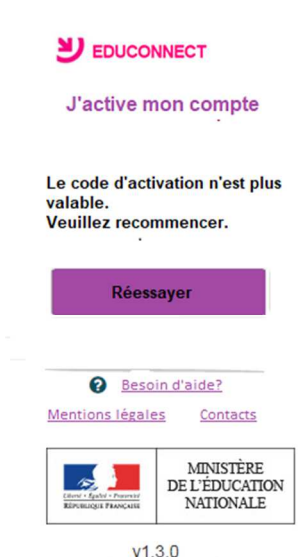 EDUCONNECT
J'active mon compte
Le code d'activation n'est plus
valable.
Veuillez recommencer.
Réessayer
? Besoin d'aide?
Mentions légales Contacts
Liberté • Égalité • Fraternité
RÉPUBLIQUE FRANÇAISE
MINISTÈRE
DE L'ÉDUCATION
NATIONALE
v1.3.0